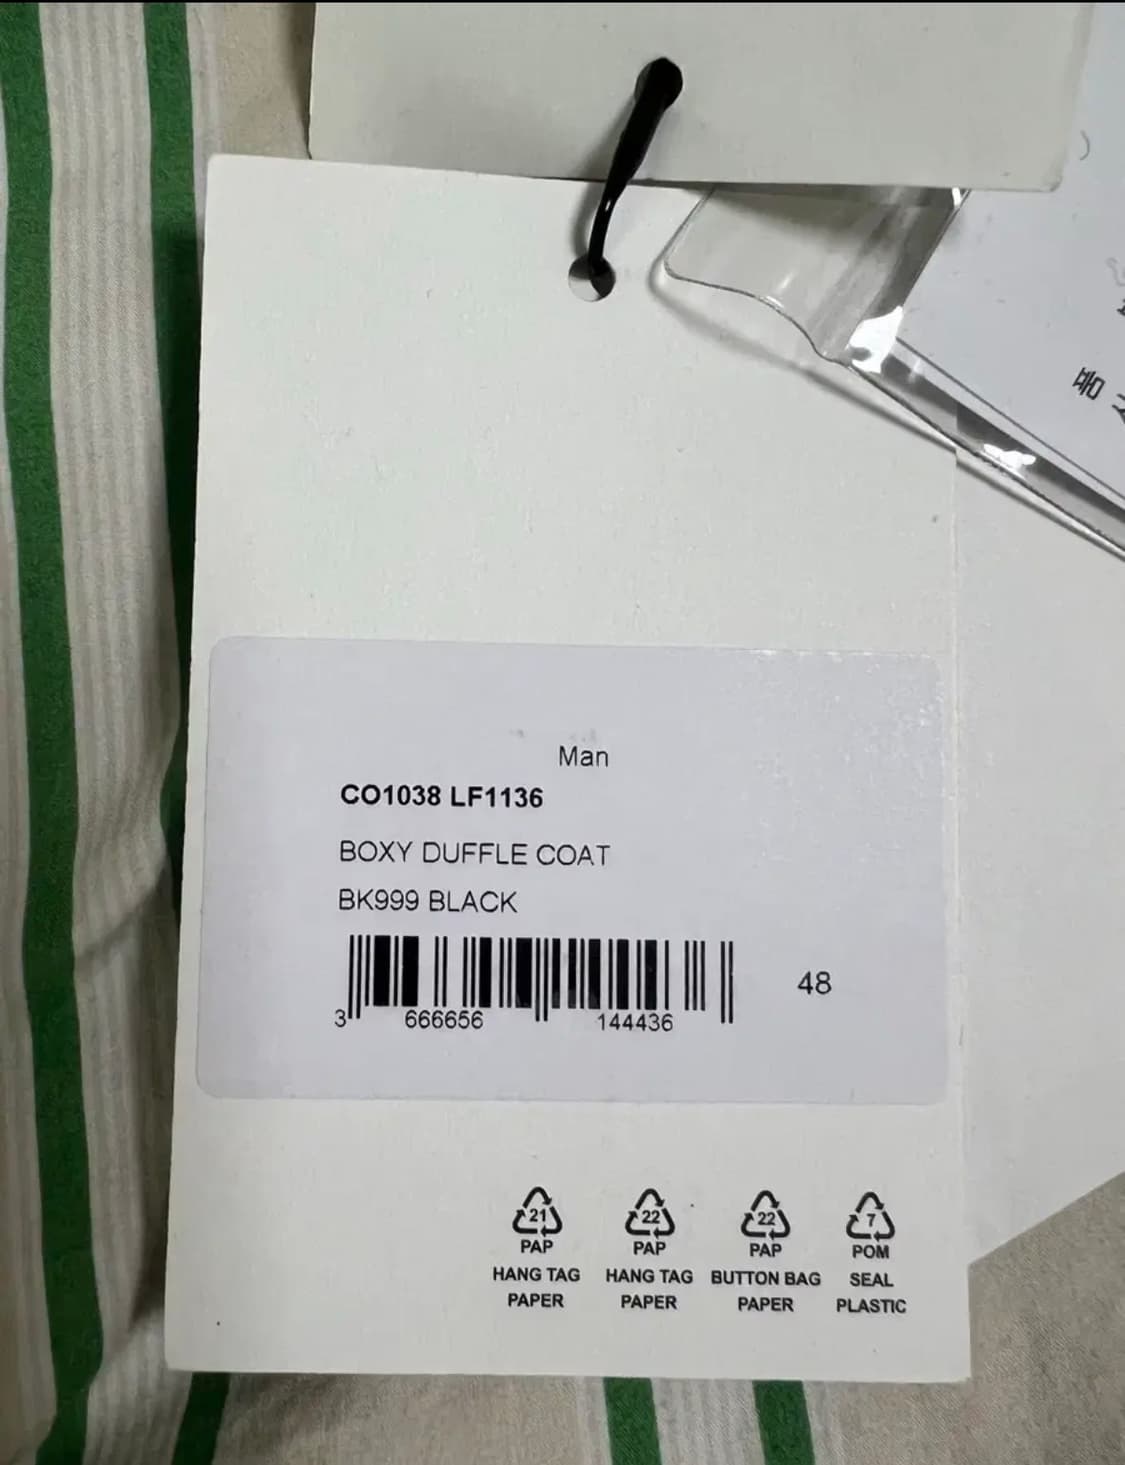 Man
CO1038 LF1136
BOXY DUFFLE COAT
BK999 BLACK
3 666656 144436
48
21 22 22 7
PAP PAP PAP POM
HANG TAG HANG TAG BUTTON BAG SEAL
PAPER PAPER PAPER PLASTIC
품